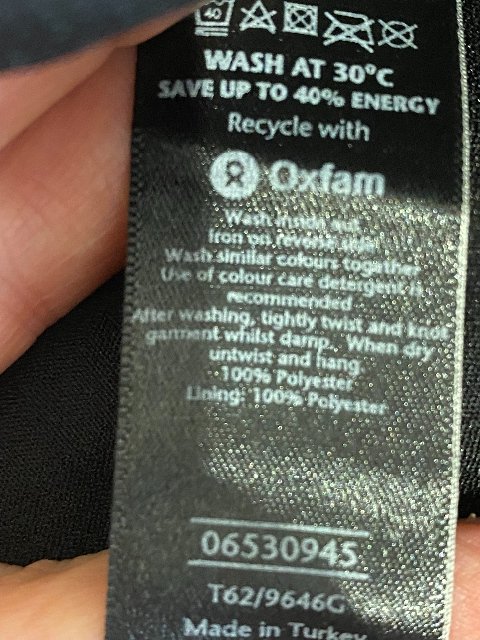 40
WASH AT 30°C
SAVE UP TO 40% ENERGY
Recycle with
Oxfam
Wash inside out
Iron on reverse side
Wash similar colours together
Use of colour care detergent is
recommended.
After washing, tightly twist and knot
garment whilst damp. When dry
untwist and hang.
100% Polyester
Lining: 100% Polyester
06530945
T62/9646G
Made in Turkey